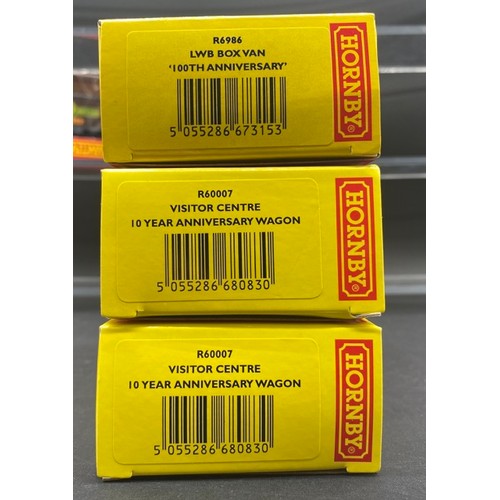 R6986
LWB BOX VAN
'100TH ANNIVERSARY'
5 055286 673153
HORNBY®
R60007
VISITOR CENTRE
10 YEAR ANNIVERSARY WAGON
5 055286 680830
HORNBY®
R60007
VISITOR CENTRE
10 YEAR ANNIVERSARY WAGON
5 055286 680830
HORNBY®